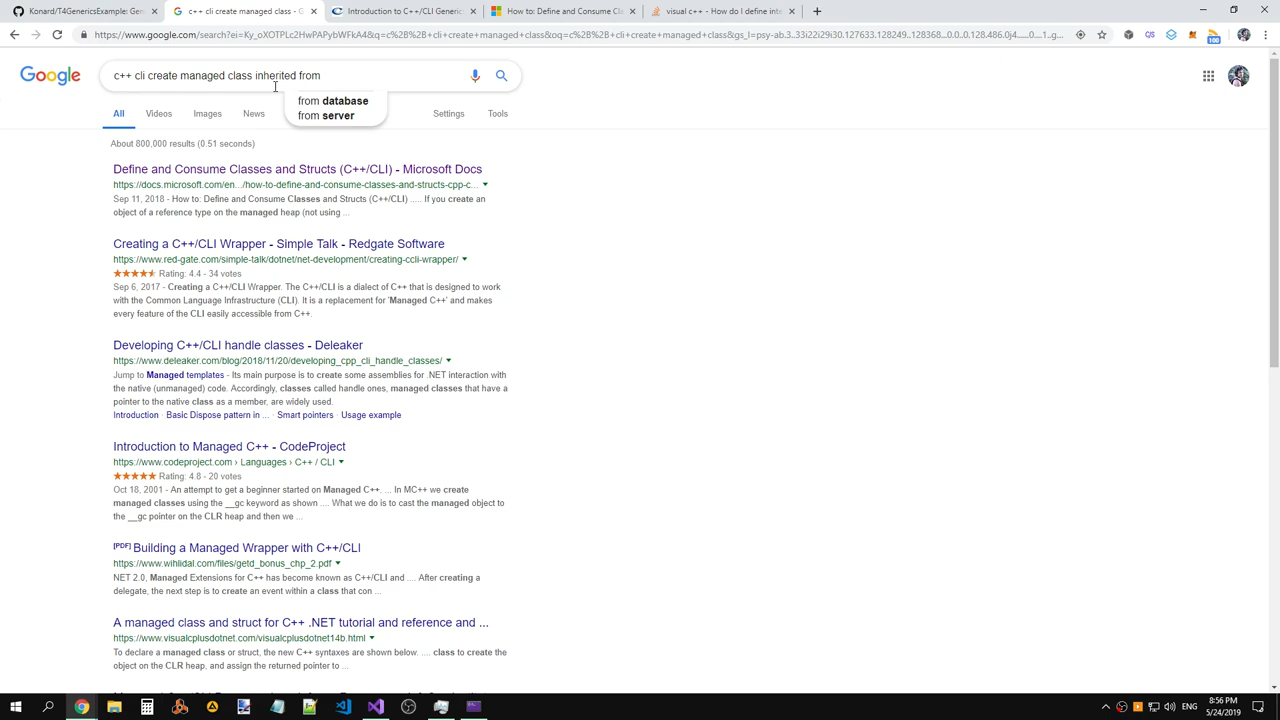 Konard/T4GenericsExample: Gener
c++ cli create managed class - G
Introduction to C++/CLI Generics
How to: Define and Consume Cla
visual c++ - How do I define inte
https://www.google.com/search?ei=Ky_oXOTPLc2HwPAPybWFkA4&q=c%2B%2B+cli+create+managed+class&oq=c%2B%2B+cli+create+managed+class&gs_l=psy-ab.3..33i22i29i30.127633.128249..128368...0.0..0.128.486.0j4......0....1..g...
100
Google
c++ cli create managed class inherited from
from database
from server
All
Videos
Images
News
Settings
Tools
About 800,000 results (0.51 seconds)
Define and Consume Classes and Structs (C++/CLI) - Microsoft Docs
https://docs.microsoft.com/en.../how-to-define-and-consume-classes-and-structs-cpp-c...
Sep 11, 2018 - How to: Define and Consume Classes and Structs (C++/CLI) ..... If you create an
object of a reference type on the managed heap (not using ...
Creating a C++/CLI Wrapper - Simple Talk - Redgate Software
https://www.red-gate.com/simple-talk/dotnet/net-development/creating-ccli-wrapper/
Rating: 4.4 - 34 votes
Sep 6, 2017 - Creating a C++/CLI Wrapper. The C++/CLI is a dialect of C++ that is designed to work
with the Common Language Infrastructure (CLI). It is a replacement for 'Managed C++' and makes
every feature of the CLI easily accessible from C++.
Developing C++/CLI handle classes - Deleaker
https://www.deleaker.com/blog/2018/11/20/developing_cpp_cli_handle_classes/
Jump to Managed templates - Its main purpose is to create some assemblies for .NET interaction with
the native (unmanaged) code. Accordingly, classes called handle ones, managed classes that have a
pointer to the native class as a member, are widely used.
Introduction · Basic Dispose pattern in ... · Smart pointers · Usage example
Introduction to Managed C++ - CodeProject
https://www.codeproject.com › Languages › C++ / CLI
Rating: 4.8 - 20 votes
Oct 18, 2001 - An attempt to get a beginner started on Managed C++. ... In MC++ we create
managed classes using the __gc keyword as shown .... What we do is to cast the managed object to
the __gc pointer on the CLR heap and then we ...
[PDF] Building a Managed Wrapper with C++/CLI
https://www.wihlidal.com/files/getd_bonus_chp_2.pdf
NET 2.0, Managed Extensions for C++ has become known as C++/CLI and .... After creating a
delegate, the next step is to create an event within a class that con ...
A managed class and struct for C++ .NET tutorial and reference and ...
https://www.visualcplusdotnet.com/visualcplusdotnet14b.html
To declare a managed class or struct, the new C++ syntaxes are shown below. .... class to create the
object on the CLR heap, and assign the returned pointer to ...
ENG
8:56 PM
5/24/2019